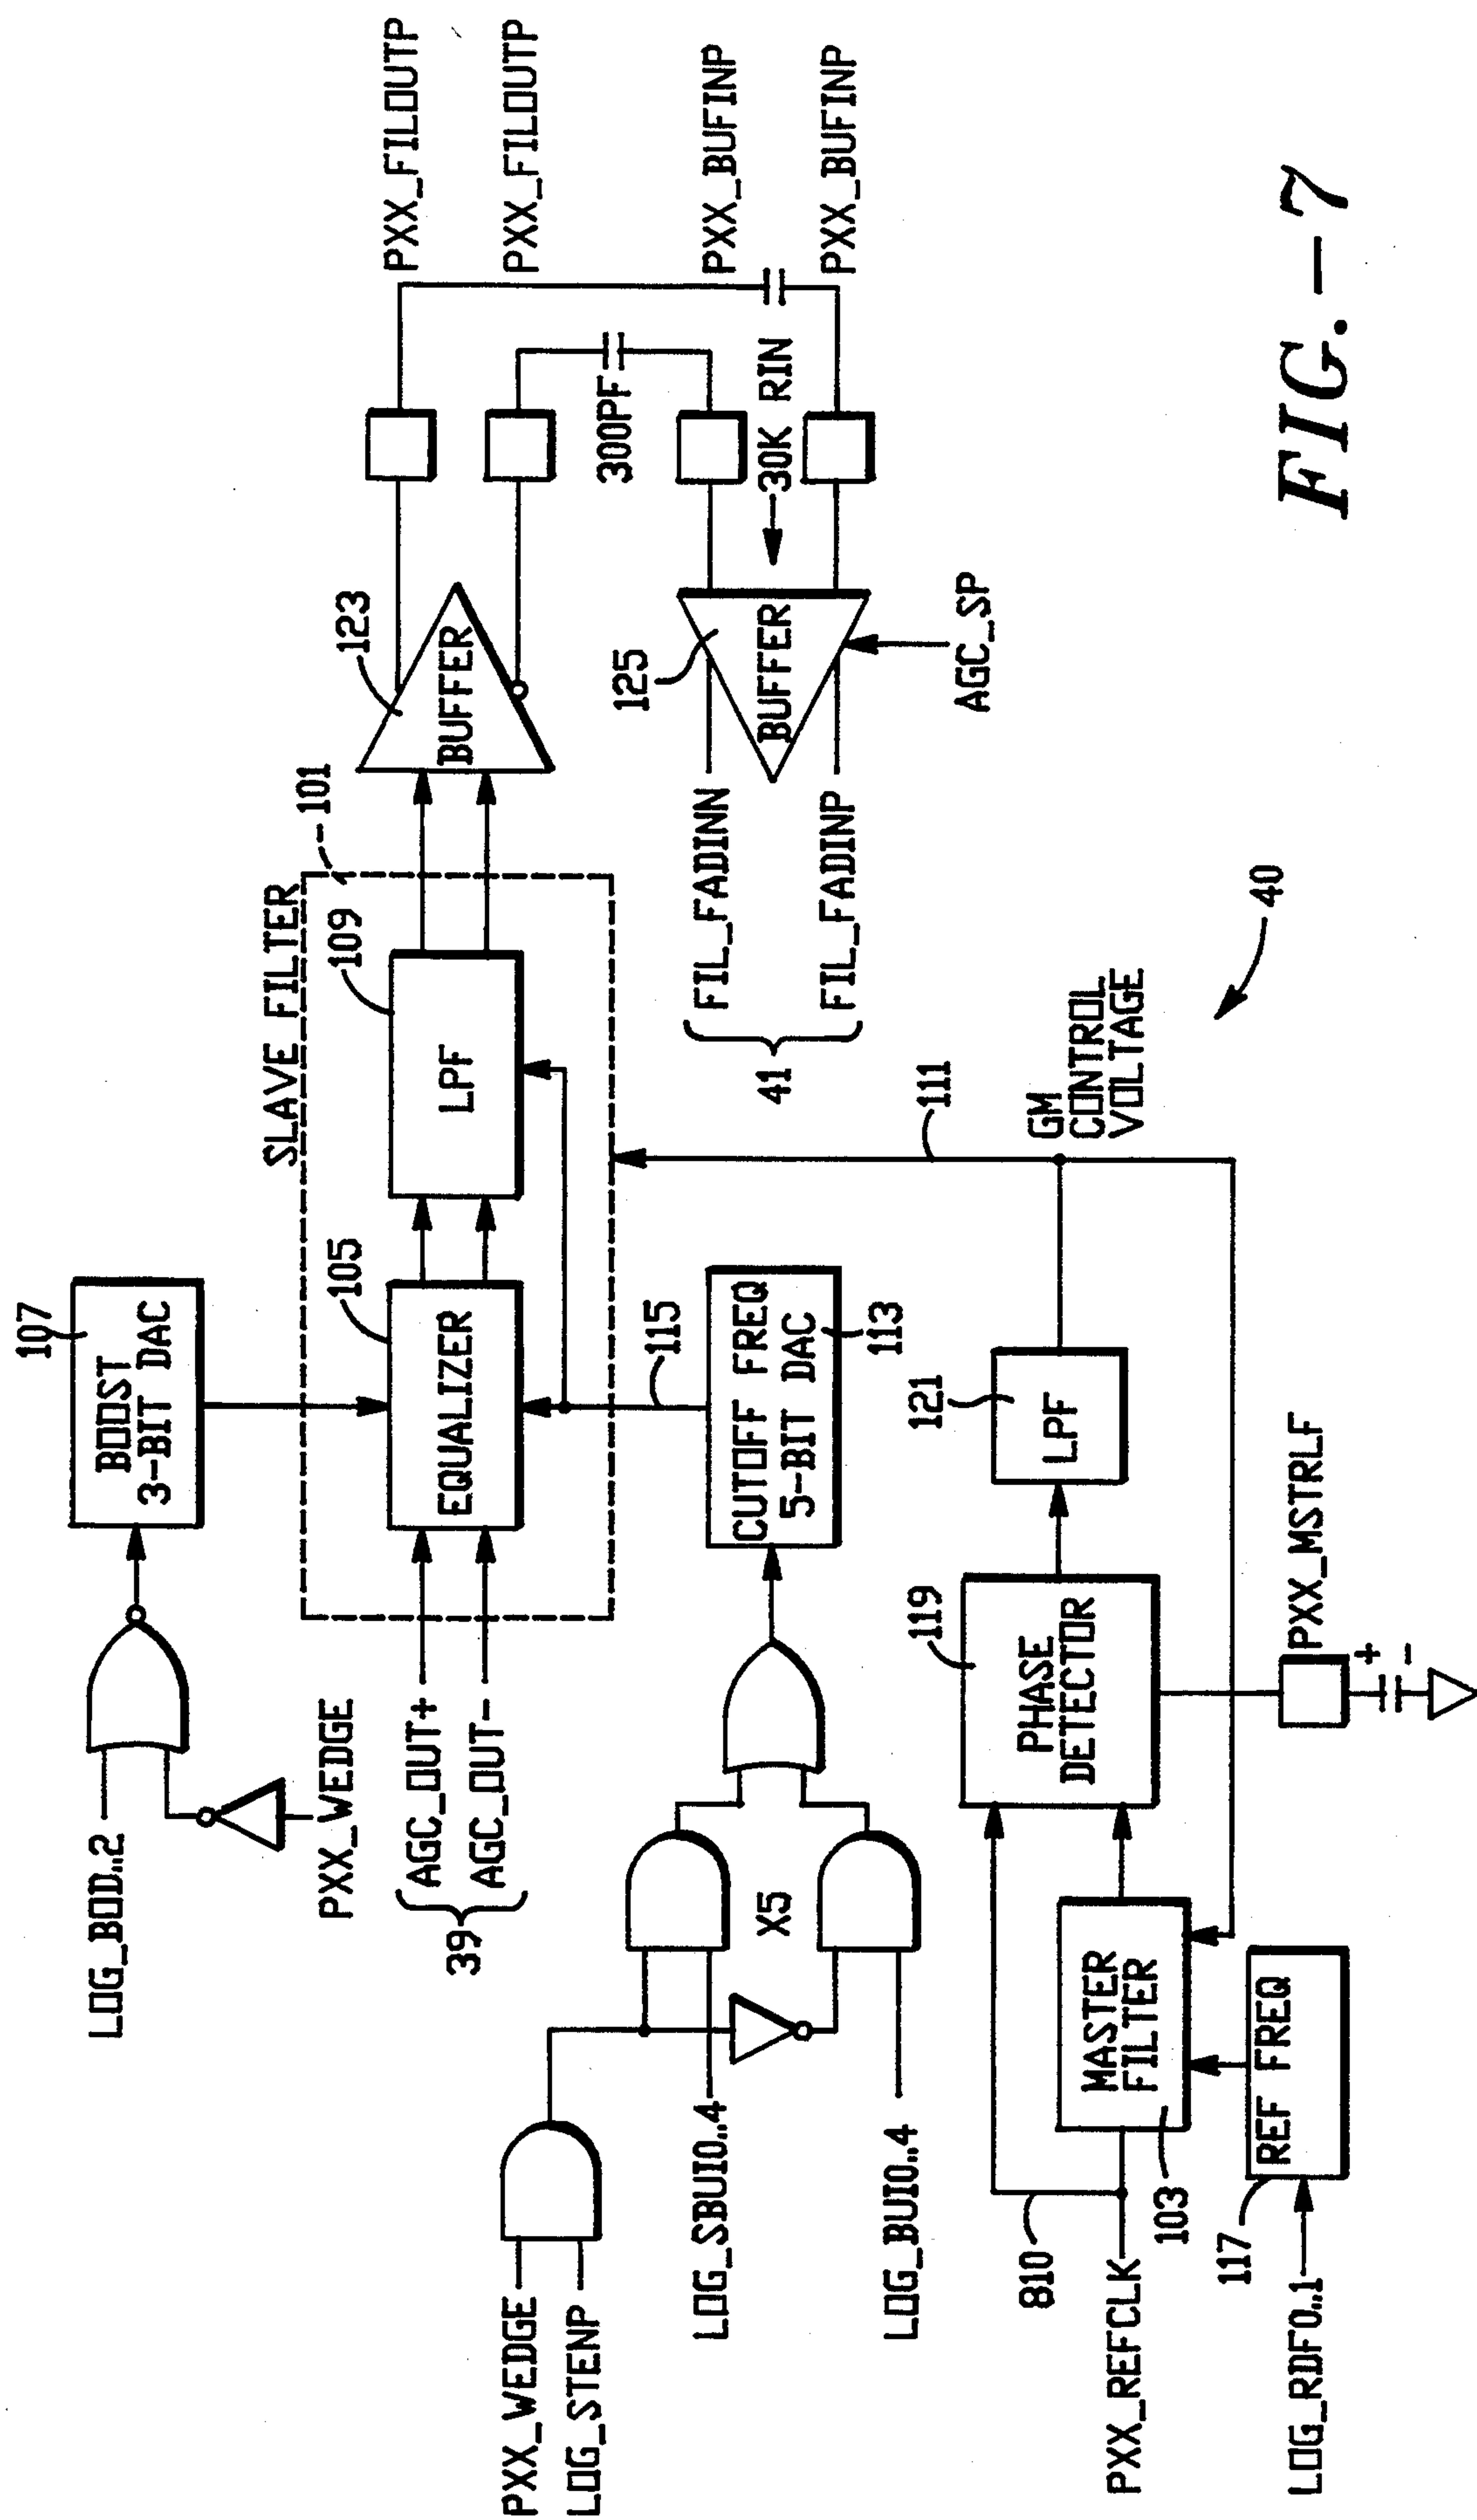 LOG_BOD..2
PXX_WEDGE
107
BOOST
3-BIT DAC
SLAVE FILTER
101
39
AGC_OUT+
AGC_OUT-
105
EQUALIZER
109
LPF
123
BUFFER
PXX_FILOUTP
PXX_FILOUTP
300PF
PXX_BUFINP
30K RIN
PXX_BUFINP
125
BUFFER
AGC_SP
FIL_FADINN
FIL_FADINP
41
PXX_WEDGE
LOG_STENP
LOG_SBUI0..4
X5
LOG_BUI0..4
115
CUTOFF FREQ
5-BIT DAC
113
111
GM
CONTROL
VOLTAGE
810
PXX_REFCLK
103
MASTER
FILTER
119
PHASE
DETECTOR
121
LPF
117
LOG_RDF0..1
REF FREQ
PXX_MSTRLF
+
-
40
FIG.-7